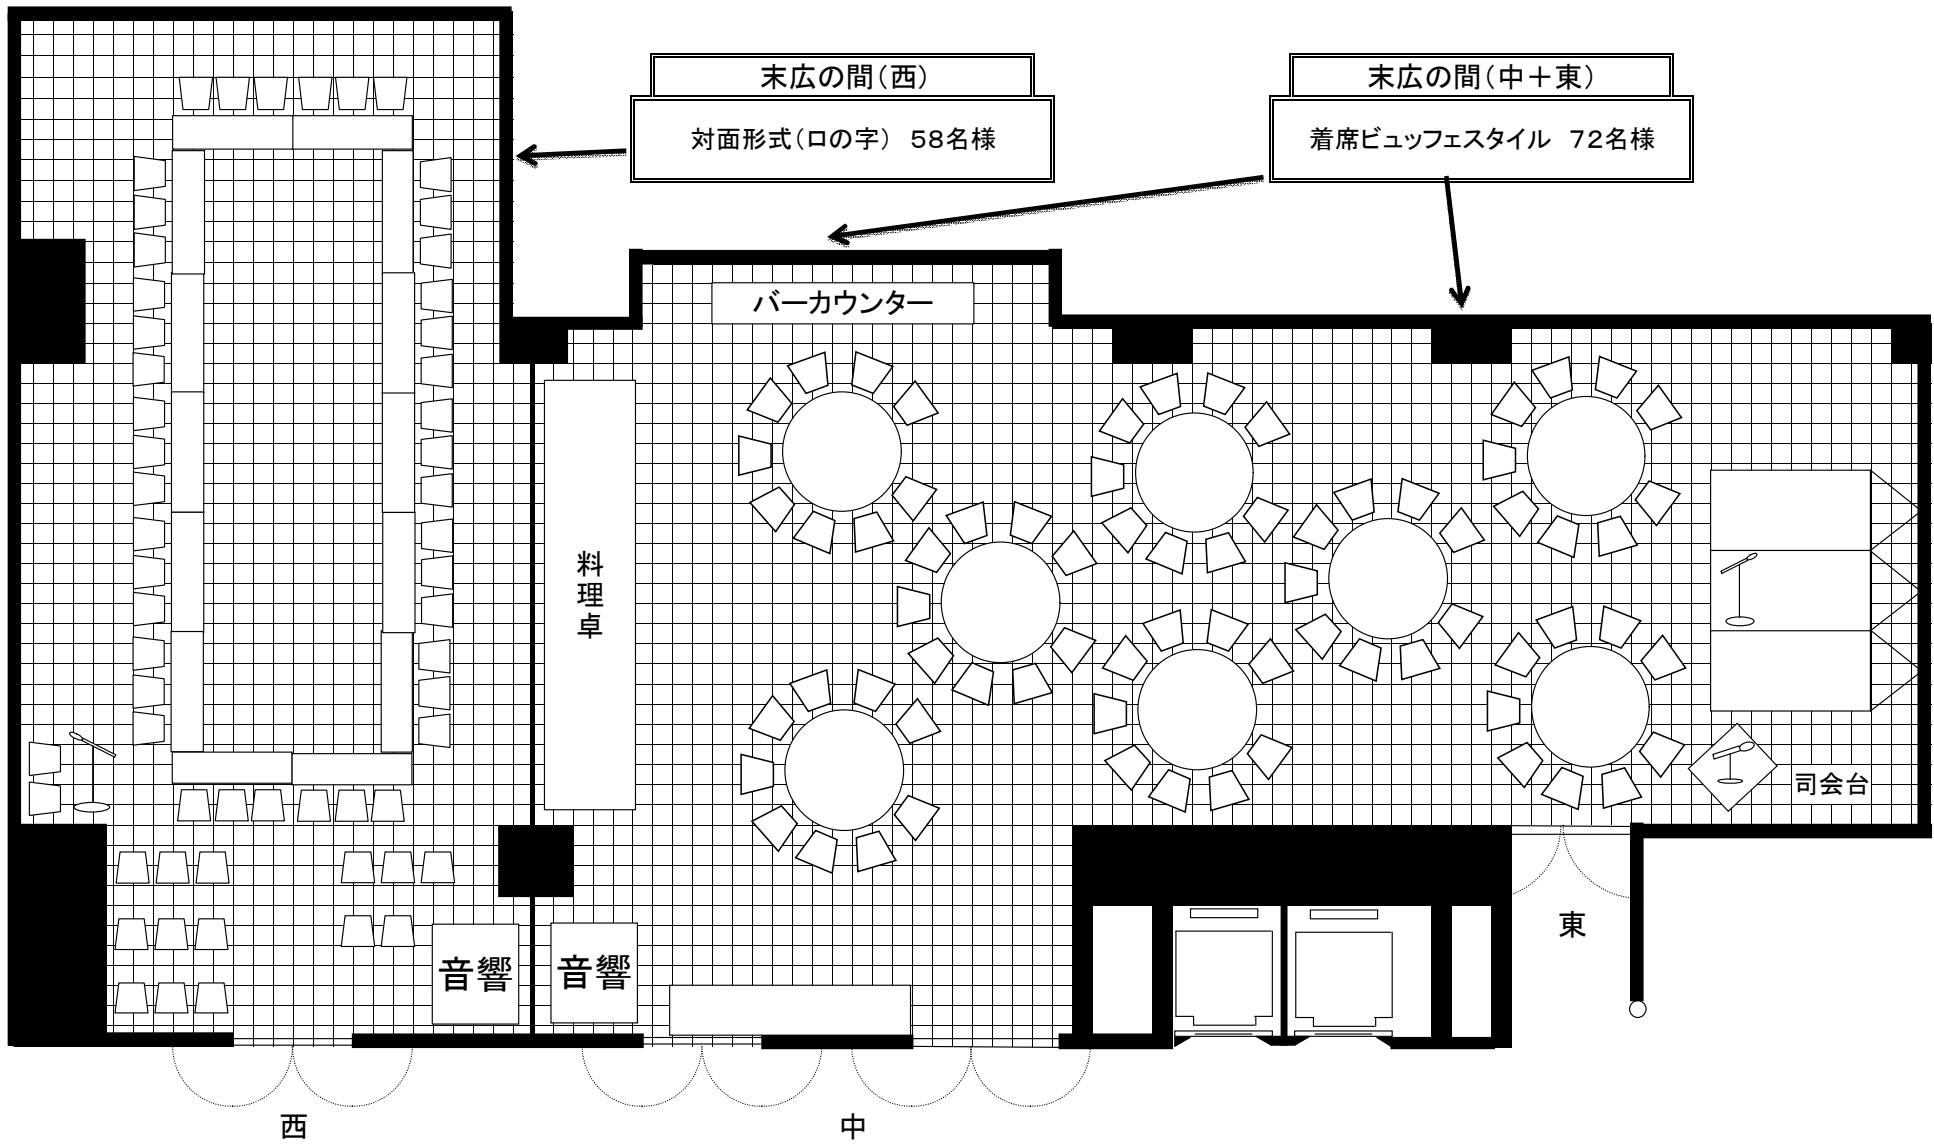 末広の間（西）
対面形式（ロの字）　５８名様
末広の間（中＋東）
着席ビュッフェスタイル　７２名様
バーカウンター
料理卓
司会台
東
音響
音響
西
中